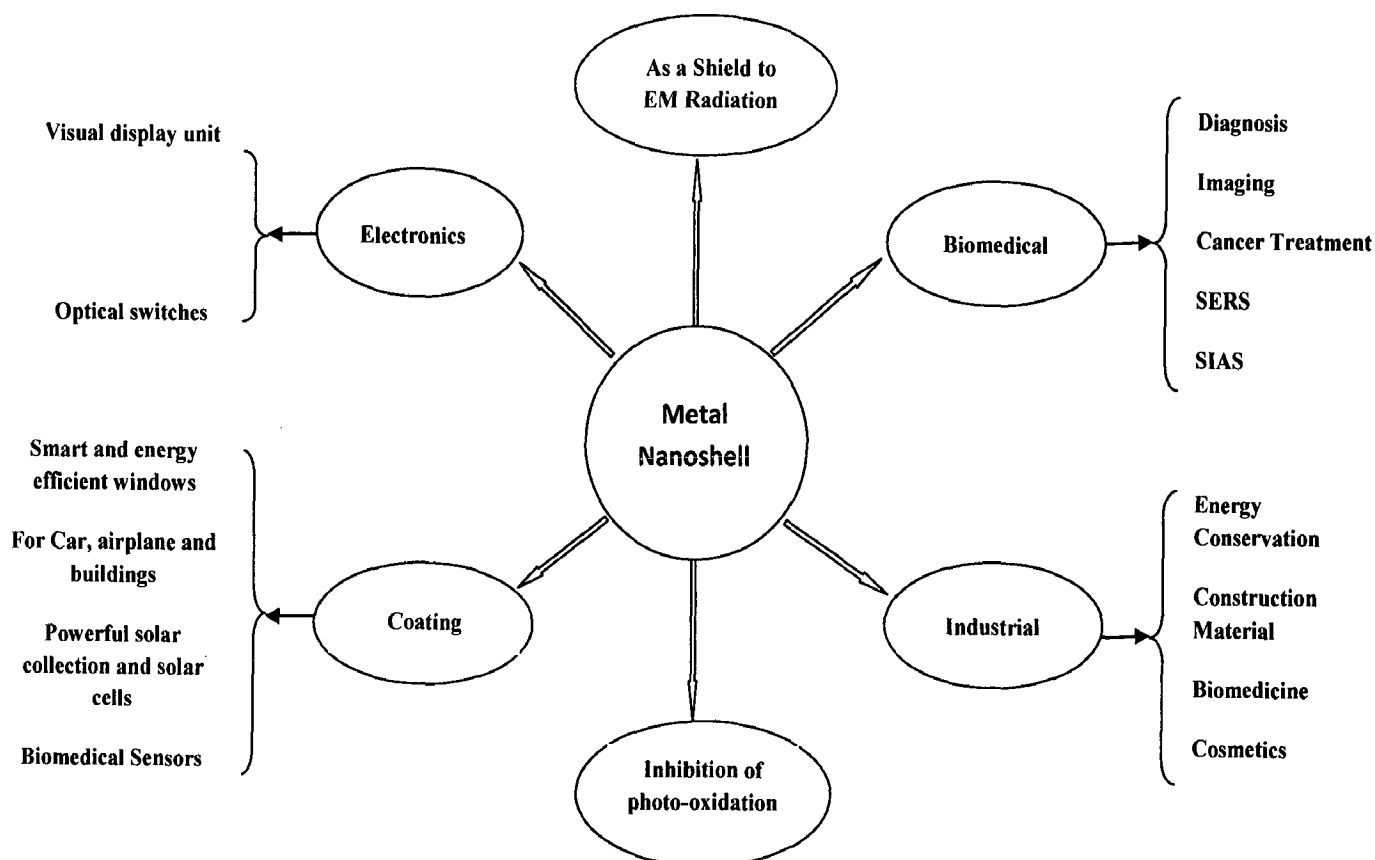 As a Shield to
EM Radiation
Visual display unit
Optical switches
Electronics
Biomedical
Diagnosis
Imaging
Cancer Treatment
SERS
SIAS
Metal
Nanoshell
Smart and energy
efficient windows
For Car, airplane and
buildings
Powerful solar
collection and solar
cells
Biomedical Sensors
Coating
Industrial
Energy
Conservation
Construction
Material
Biomedicine
Cosmetics
Inhibition of
photo-oxidation